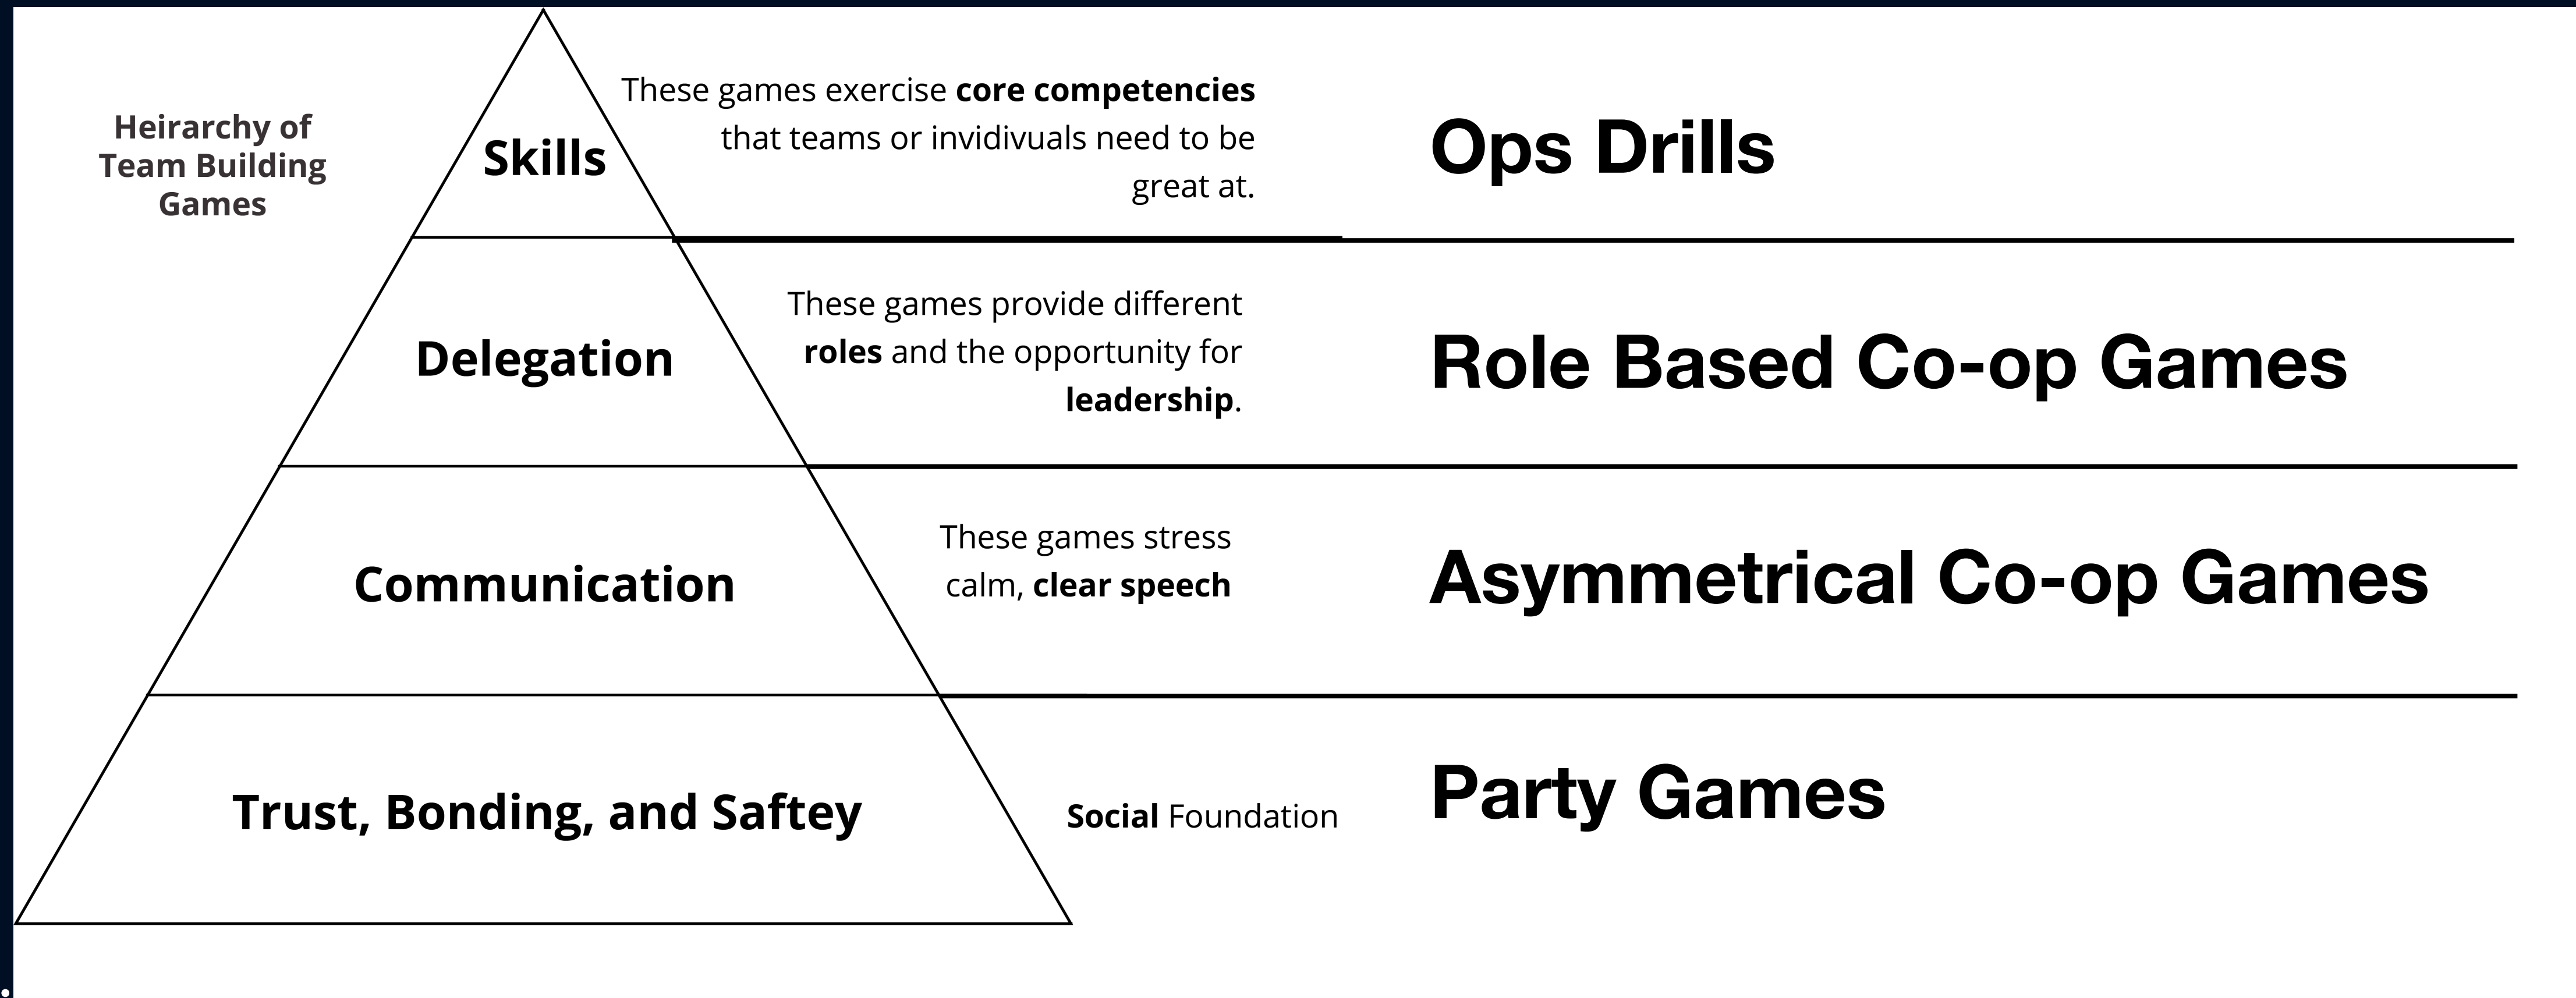 Heirarchy of
Team Building
Games
Skills
These games exercise core competencies
that teams or invidivuals need to be
great at.
Ops Drills
Delegation
These games provide different
roles and the opportunity for
leadership.
Role Based Co-op Games
Communication
These games stress
calm, clear speech
Asymmetrical Co-op Games
Trust, Bonding, and Saftey
Social Foundation
Party Games